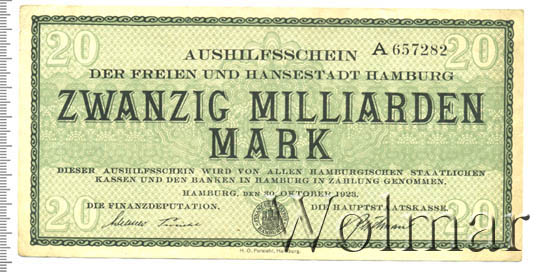 20 20
AUSHILFSSCHEIN A 657282
DER FREIEN UND HANSESTADT HAMBURG
ZWANZIG MILLIARDEN
MARK
DIESER AUSHILFSSCHEIN WIRD VON ALLEN HAMBURGISCHEN STAATLICHEN
KASSEN UND DEN BANKEN IN HAMBURG IN ZAHLUNG GENOMMEN.
HAMBURG, DEN 30. OKTOBER 1923.
DIE FINANZDEPUTATION. DIE HAUPTSTAATSKASSE.
20 20
Wolmar